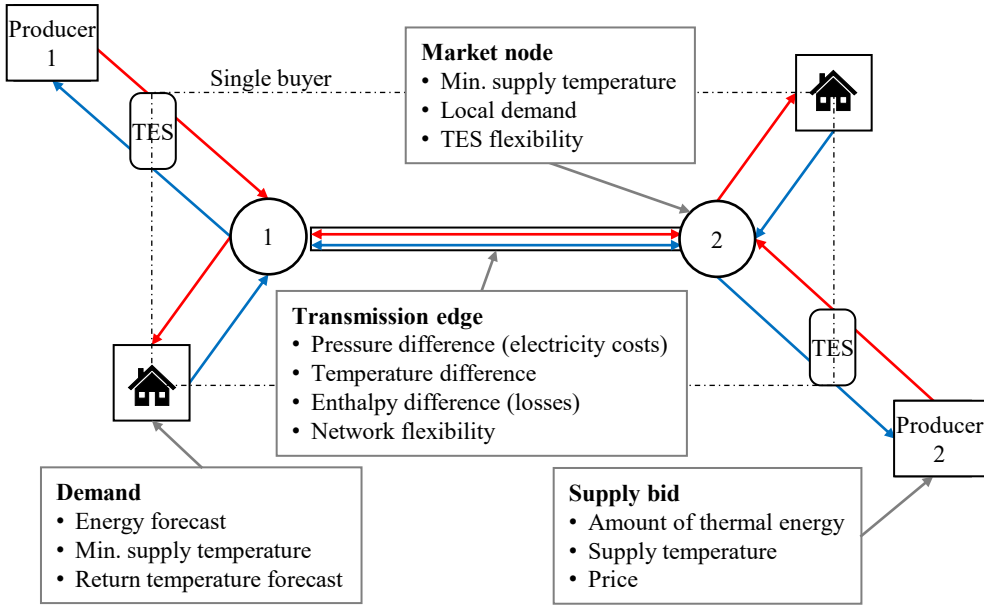 Producer
1
TES
Single buyer
Market node
• Min. supply temperature
• Local demand
• TES flexibility
1
2
Transmission edge
• Pressure difference (electricity costs)
• Temperature difference
• Enthalpy difference (losses)
• Network flexibility
TES
Producer
2
Demand
• Energy forecast
• Min. supply temperature
• Return temperature forecast
Supply bid
• Amount of thermal energy
• Supply temperature
• Price